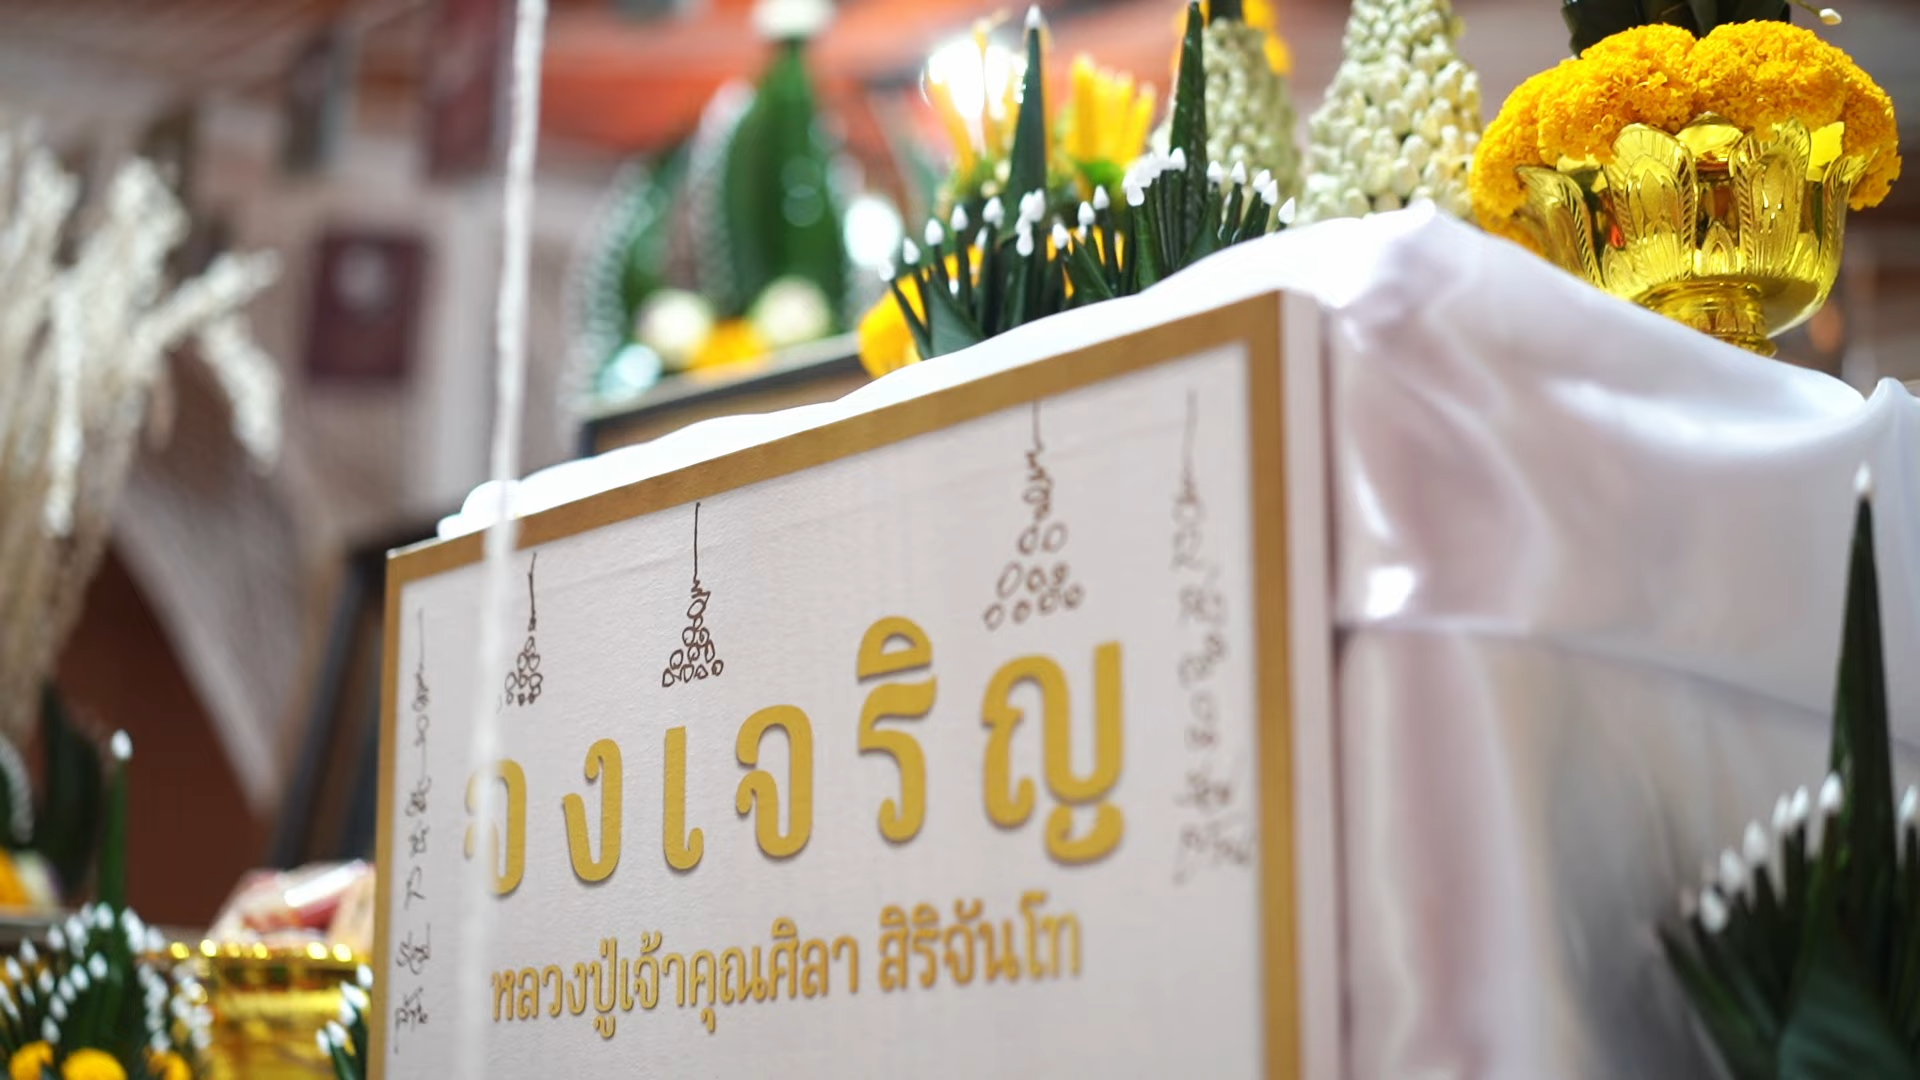 จงเจริญ
หลวงปู่เจ้าคุณศิลา สิริจันโท